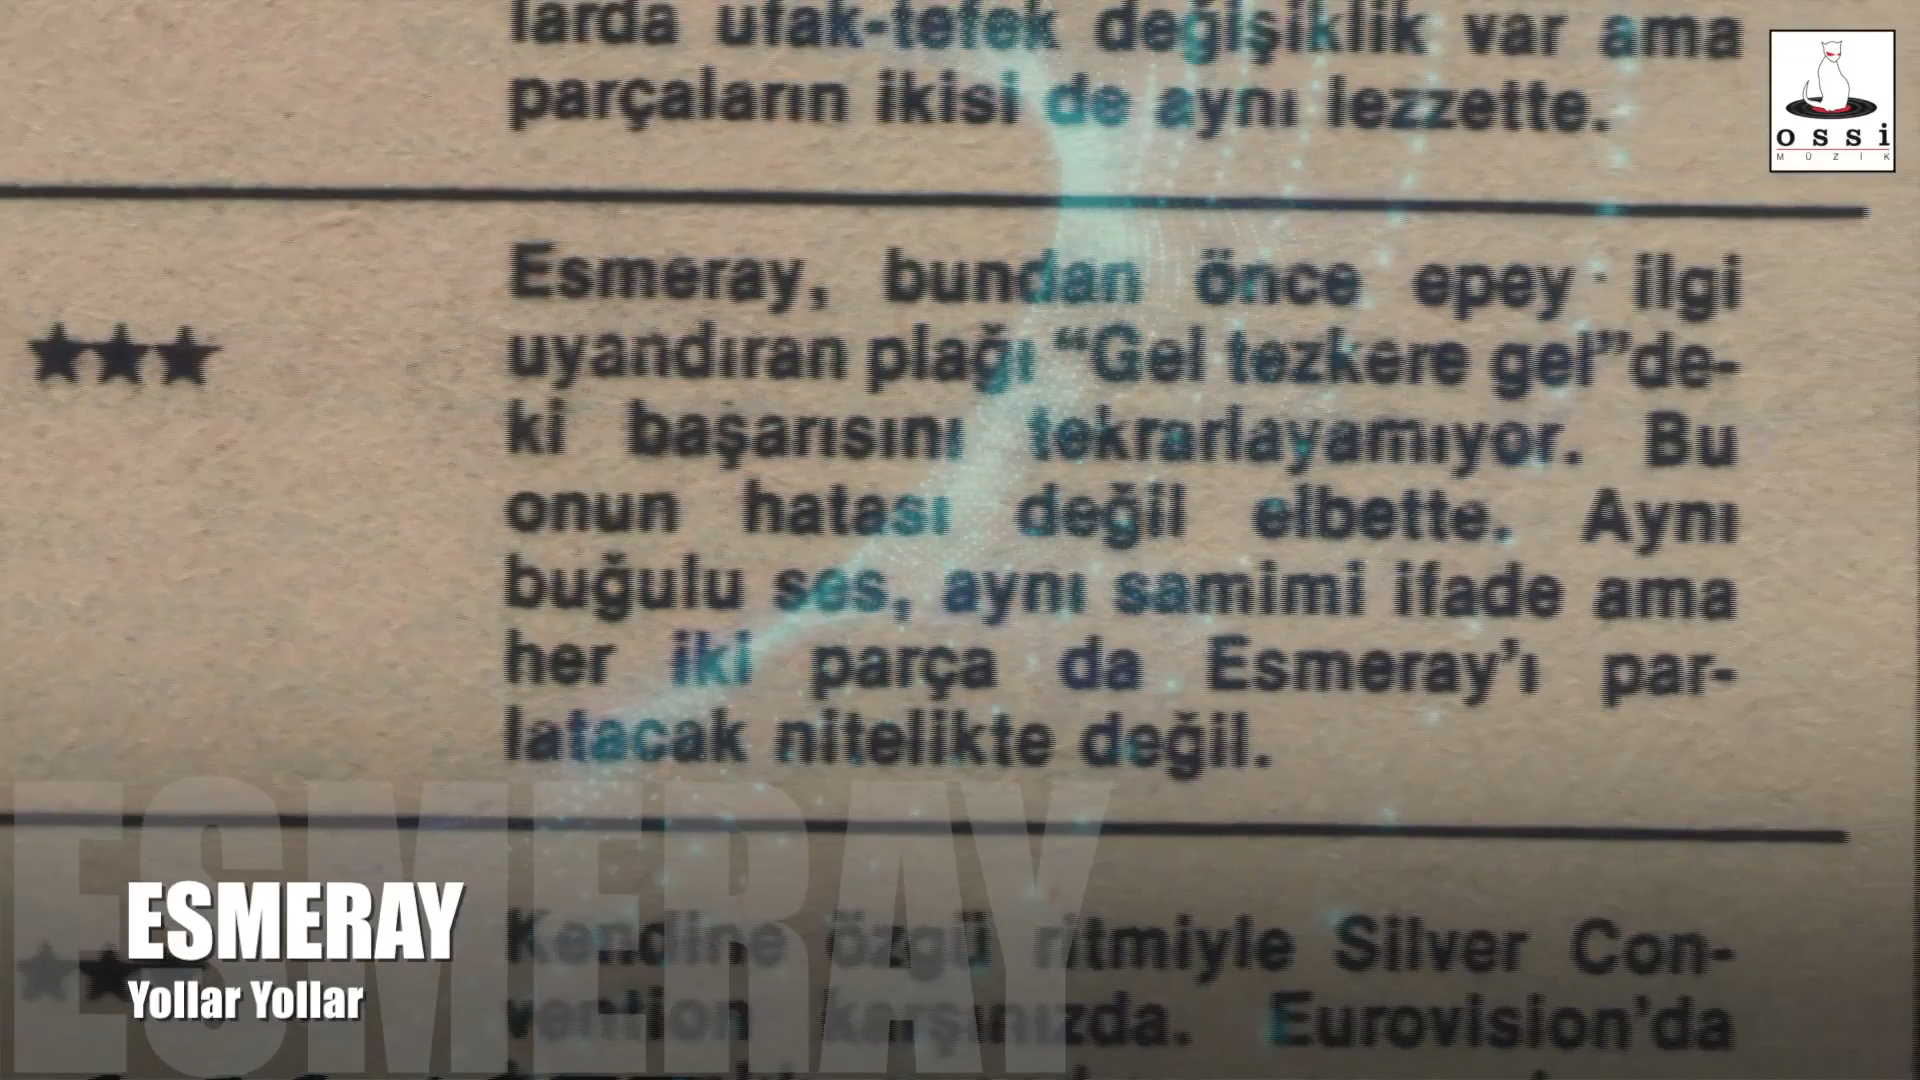 larda ufak-tefek değişiklik var ama
parçaların ikisi de aynı lezzette.
ossi
MÜZİK
★★★
Esmeray, bundan önce epey ilgi
uyandıran plağı “Gel tezkere gel”de-
ki başarısını tekrarlayamıyor. Bu
onun hatası değil elbette. Aynı
buğulu ses, aynı samimi ifade ama
her iki parça da Esmeray’ı par-
latacak nitelikte değil.
ESMERAY
ESMERAY
Yollar Yollar
★★
Kendine özgü ritmiyle Silver Con-
vention karşınızda. Eurovision’da